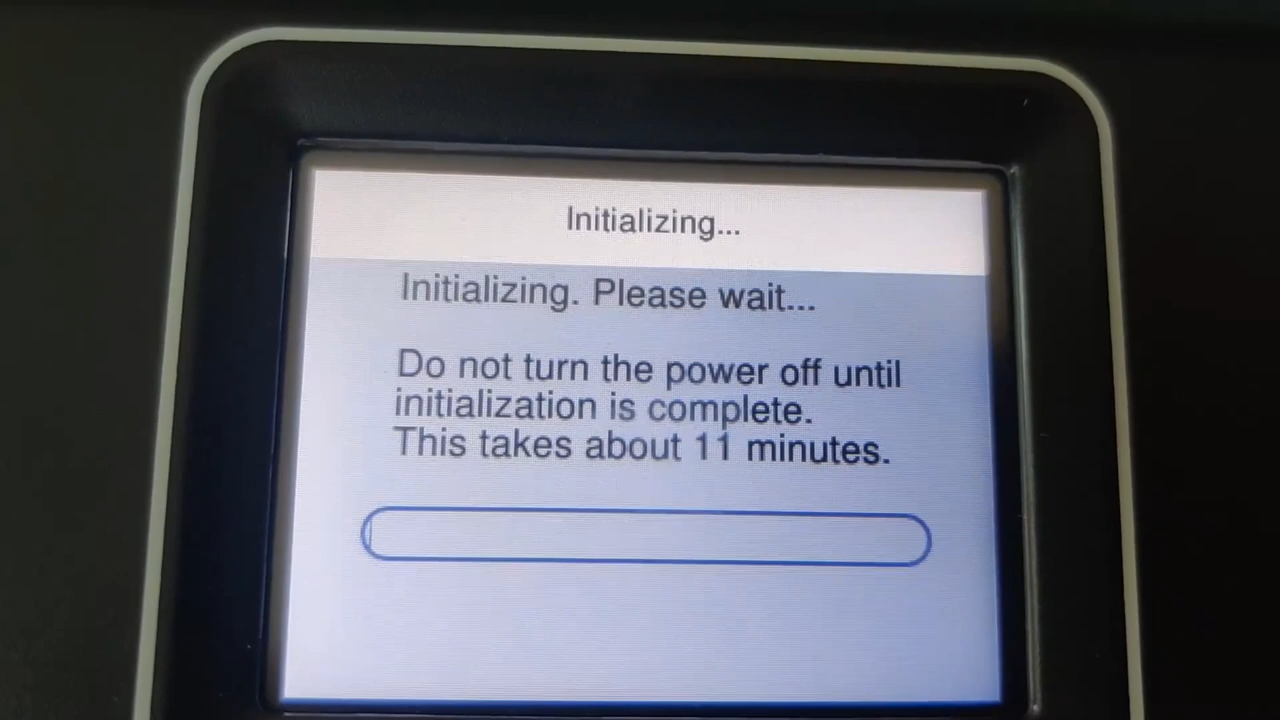 Initializing...
Initializing. Please wait...
Do not turn the power off until
initialization is complete.
This takes about 11 minutes.